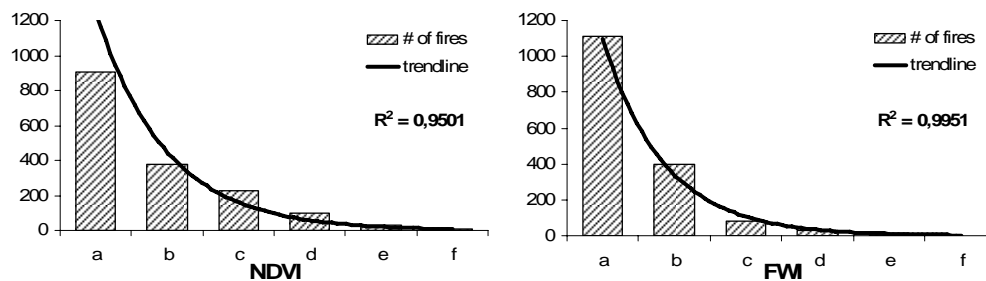 1200
1000
800
600
400
200
0
# of fires
trendline
R² = 0,9501
a b c d e f
NDVI
1200
1000
800
600
400
200
0
# of fires
trendline
R² = 0,9951
a b c d e f
FWI